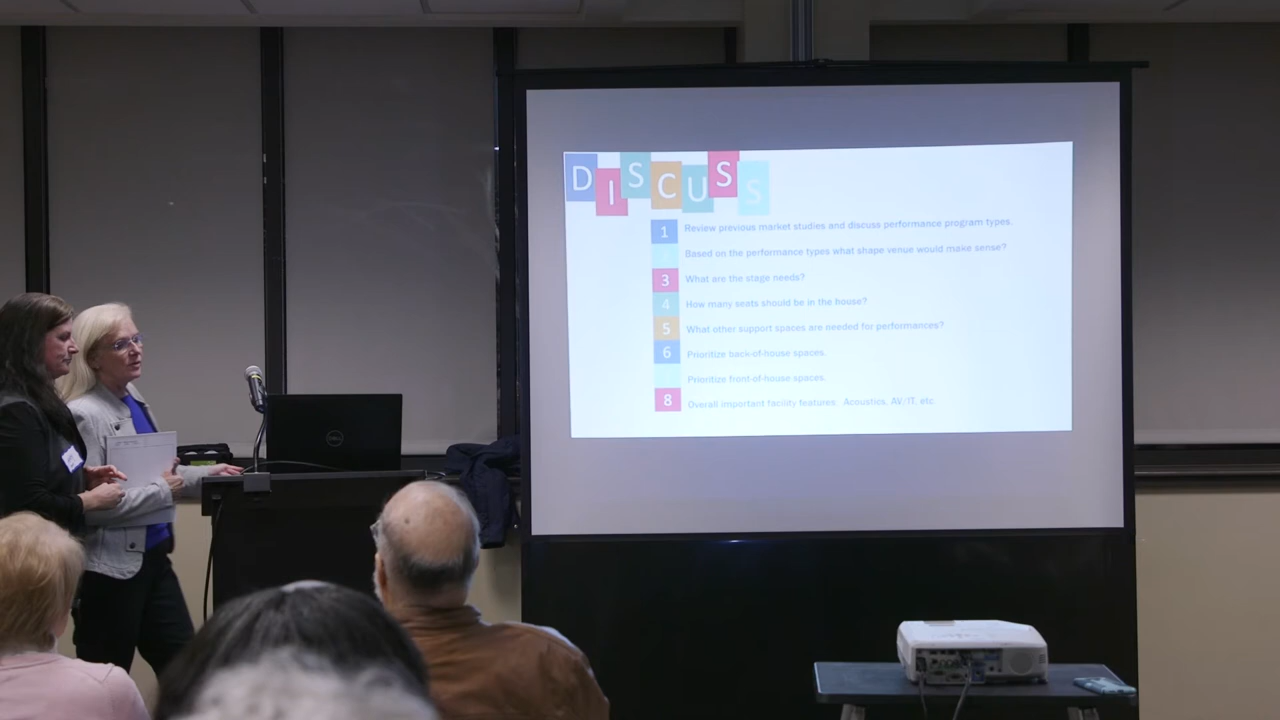 DISCUSS
1 Review previous market studies and discuss performance program types.
Based on the performance types what shape venue would make sense?
3 What are the stage needs?
4 How many seats should be in the house?
5 What other support spaces are needed for performances?
6 Prioritize back-of-house spaces.
Prioritize front-of-house spaces.
8 Overall important facility features Acoustics, AV/IT, etc.
DELL